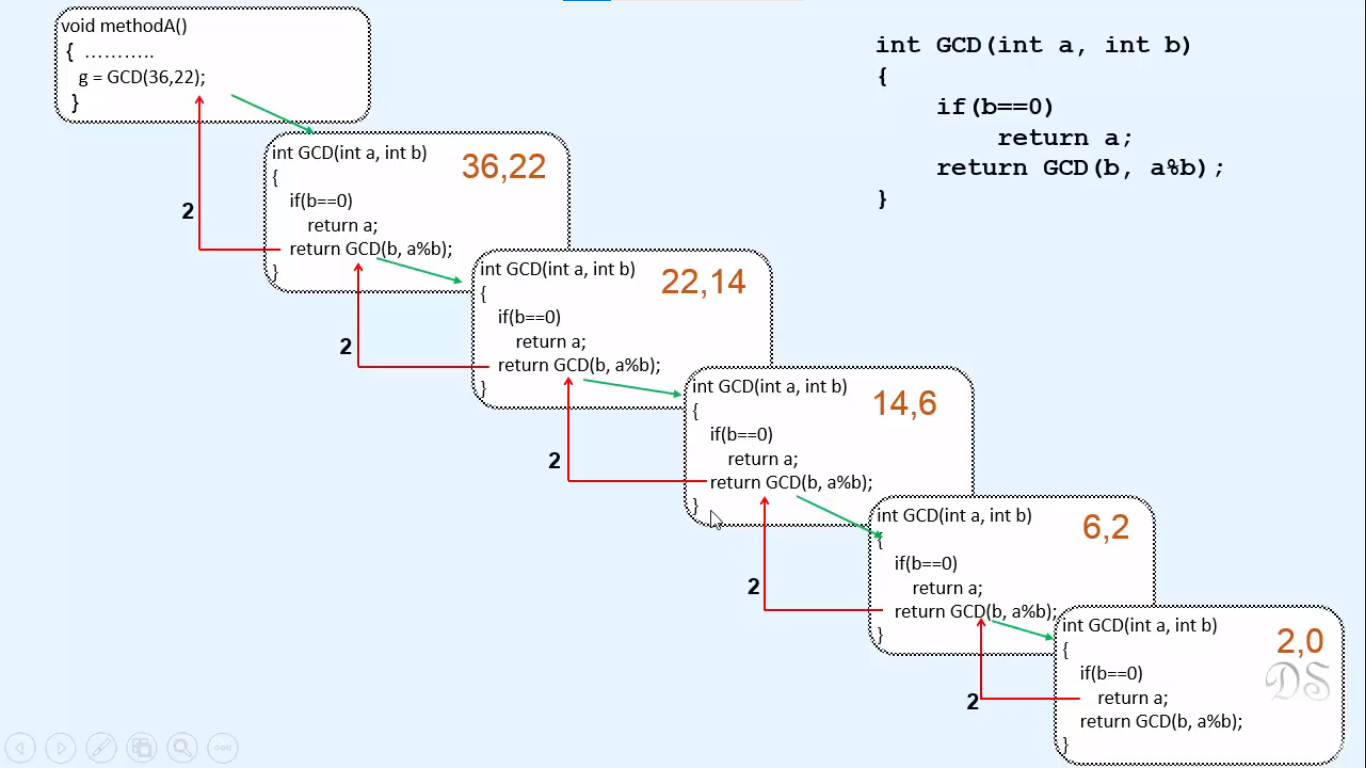 void methodA()
{ ………..
g = GCD(36,22);
}
int GCD(int a, int b)
{
if(b==0)
return a;
return GCD(b, a%b);
}
36,22
int GCD(int a, int b)
{
if(b==0)
return a;
return GCD(b, a%b);
}
2
int GCD(int a, int b)
{
if(b==0)
return a;
return GCD(b, a%b);
}
22,14
2
int GCD(int a, int b)
{
if(b==0)
return a;
return GCD(b, a%b);
}
14,6
2
int GCD(int a, int b)
{
if(b==0)
return a;
return GCD(b, a%b);
}
6,2
2
int GCD(int a, int b)
{
if(b==0)
return a;
return GCD(b, a%b);
}
2,0
DS
2